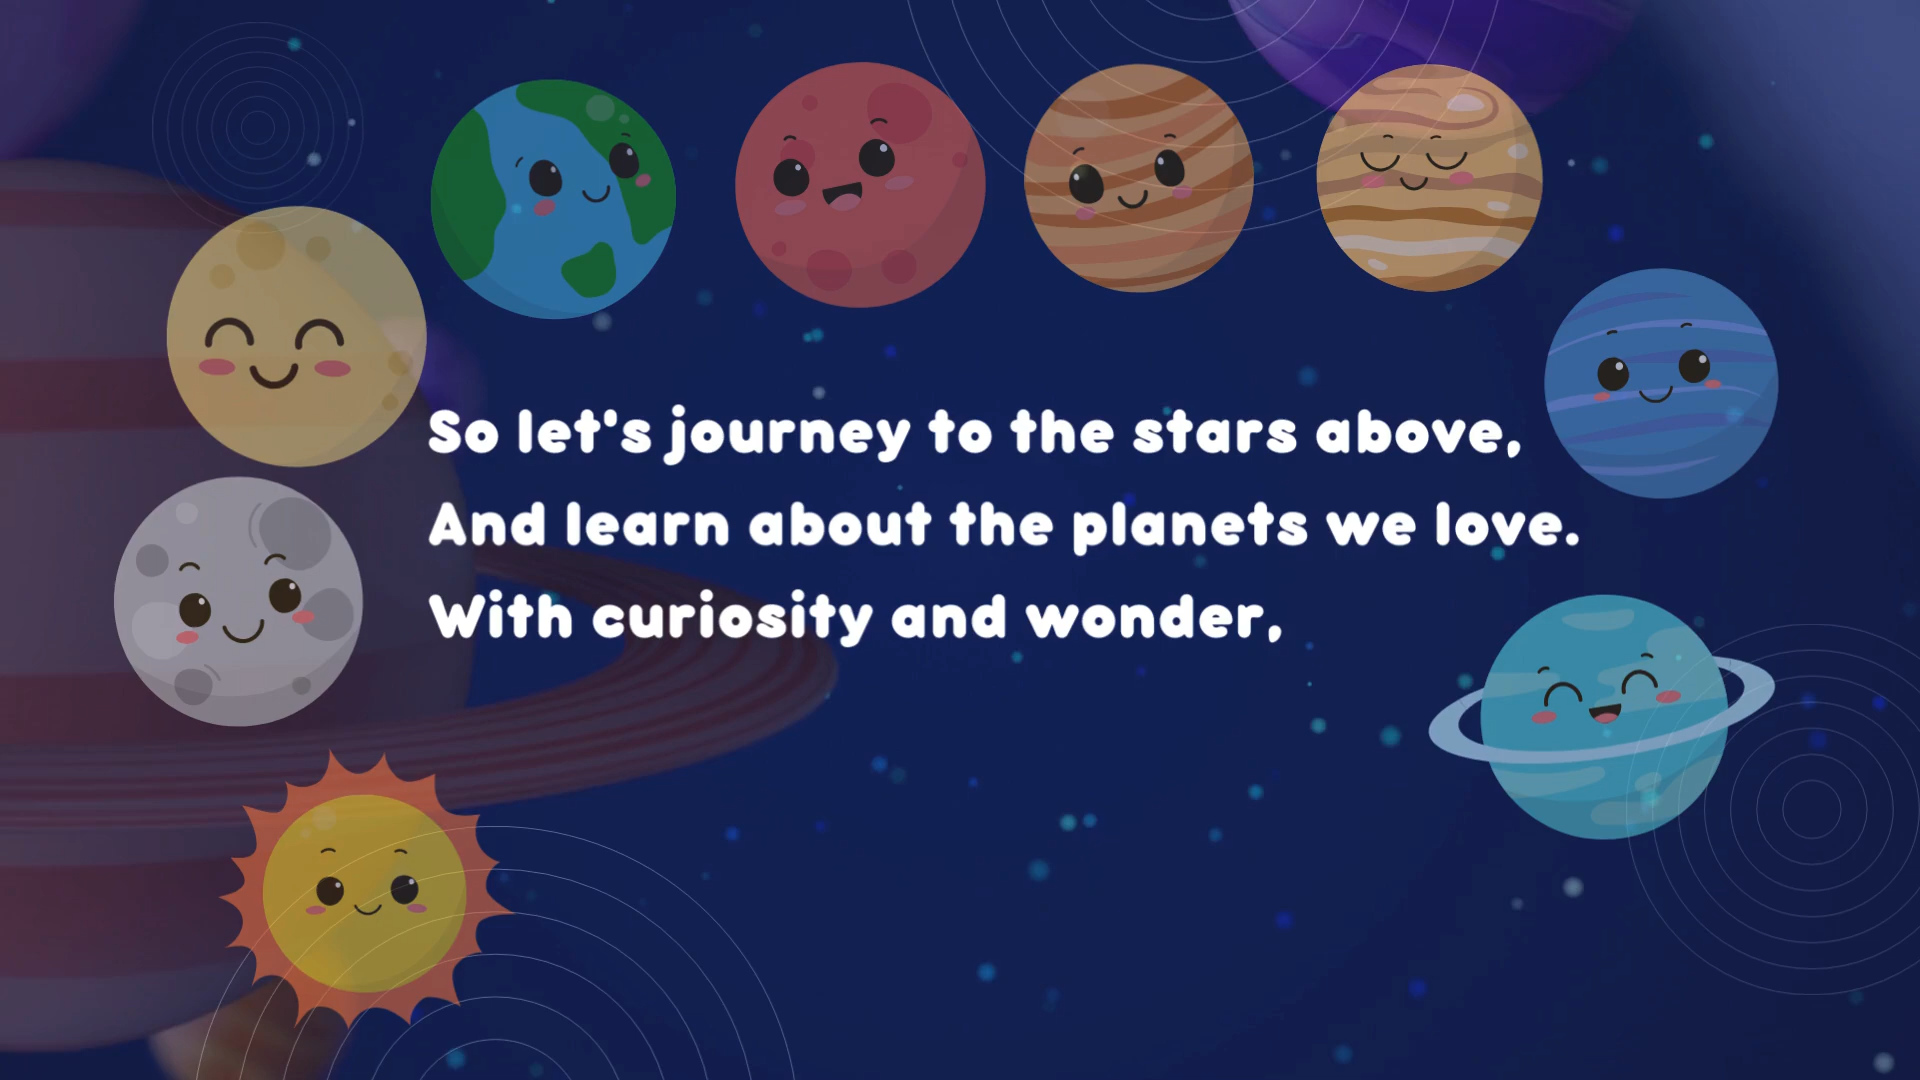 So let's journey to the stars above,
And learn about the planets we love.
With curiosity and wonder,